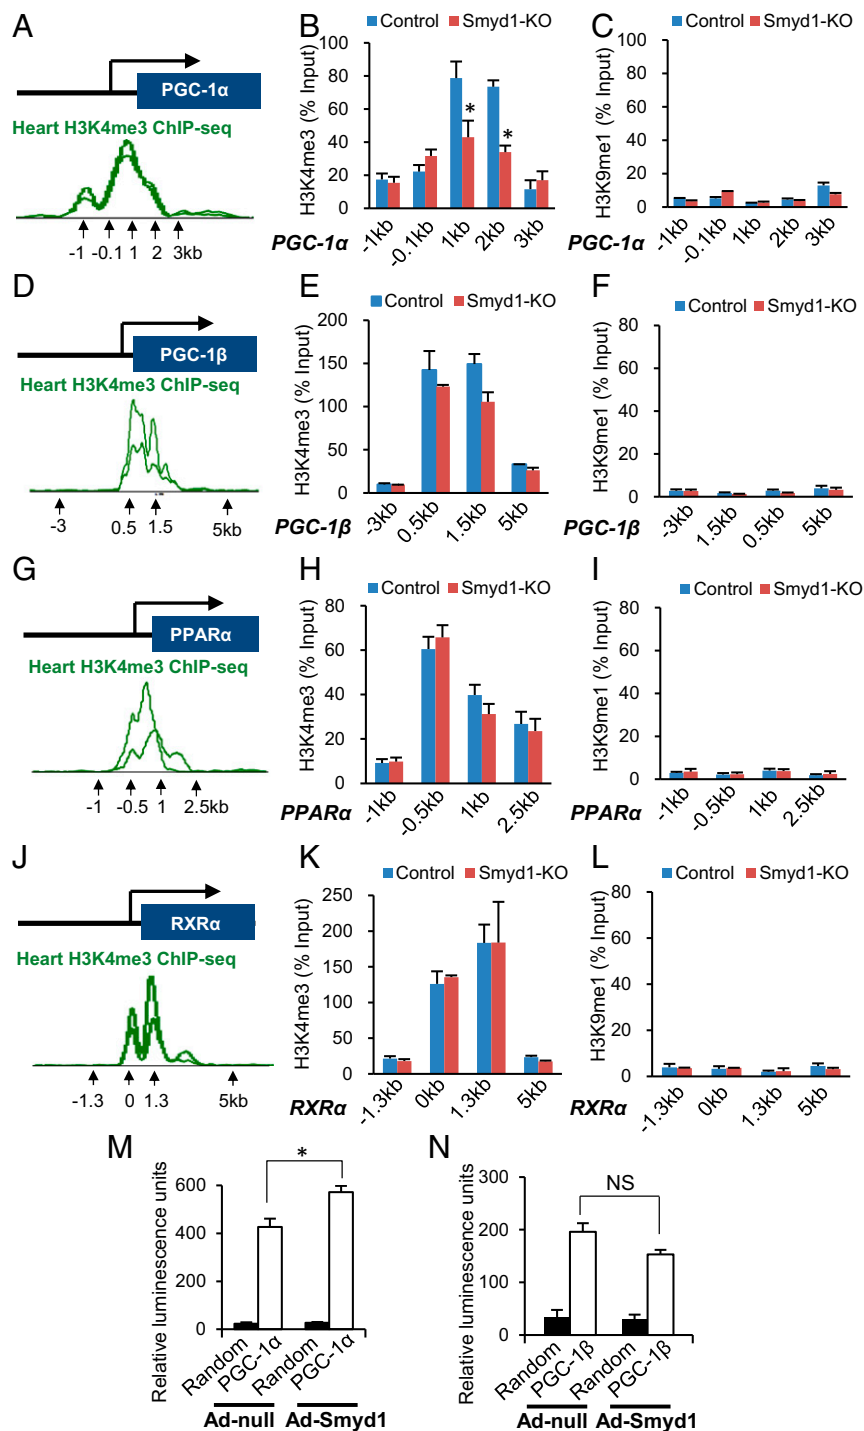 A
PGC-1α
Heart H3K4me3 ChIP-seq
-1 -0.1 1 2 3kb
B
Control Smyd1-KO
H3K4me3 (% Input)
100
80
60
40
20
0
* *
PGC-1α -1kb -0.1kb 1kb 2kb 3kb
C
Control Smyd1-KO
H3K9me1 (% Input)
100
80
60
40
20
0
PGC-1α -1kb -0.1kb 1kb 2kb 3kb
D
PGC-1β
Heart H3K4me3 ChIP-seq
-3 0.5 1.5 5kb
E
Control Smyd1-KO
H3K4me3 (% Input)
200
150
100
50
0
PGC-1β -3kb 0.5kb 1.5kb 5kb
F
Control Smyd1-KO
H3K9me1 (% Input)
80
60
40
20
0
PGC-1β -3kb 1.5kb 0.5kb 5kb
G
PPARα
Heart H3K4me3 ChIP-seq
-1 -0.5 1 2.5kb
H
Control Smyd1-KO
H3K4me3 (% Input)
80
60
40
20
0
PPARα -1kb -0.5kb 1kb 2.5kb
I
Control Smyd1-KO
H3K9me1 (% Input)
80
60
40
20
0
PPARα -1kb -0.5kb 1kb 2.5kb
J
RXRα
Heart H3K4me3 ChIP-seq
-1.3 0 1.3 5kb
K
Control Smyd1-KO
H3K4me3 (% Input)
250
200
150
100
50
0
RXRα -1.3kb 0kb 1.3kb 5kb
L
Control Smyd1-KO
H3K9me1 (% Input)
80
60
40
20
0
RXRα -1.3kb 0kb 1.3kb 5kb
M
Relative luminescence units
600
400
200
0
*
Random PGC-1α Random PGC-1α
Ad-null Ad-Smyd1
N
Relative luminescence units
300
200
100
0
NS
Random PGC-1β Random PGC-1β
Ad-null Ad-Smyd1